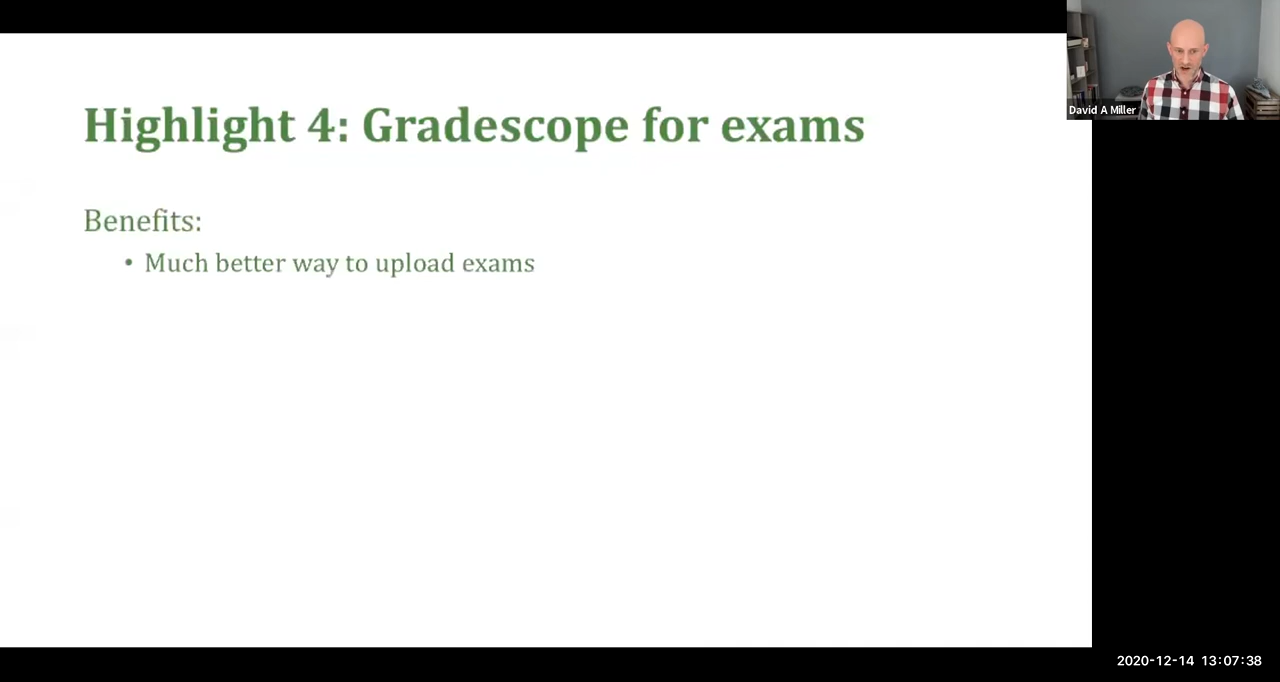 Highlight 4: Gradescope for exams
Benefits:
• Much better way to upload exams
David A Miller
2020-12-14 13:07:38